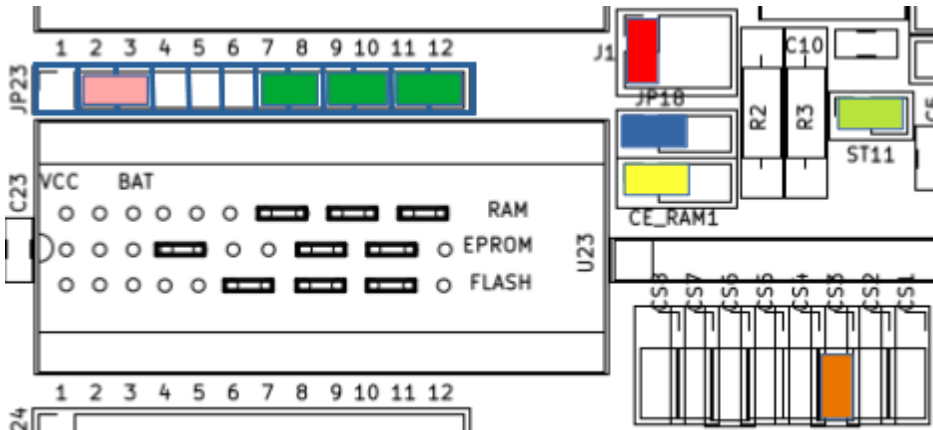 1 2 3 4 5 6 7 8 9 10 11 12
JP23
J1
C10
JP18
R2
R3
ST11
C23
VCC BAT
RAM
EPROM
FLASH
CE_RAM1
U23
CS8 CS7 CS6 CS5 CS4 CS3 CS2 CS1
1 2 3 4 5 6 7 8 9 10 11 12
24